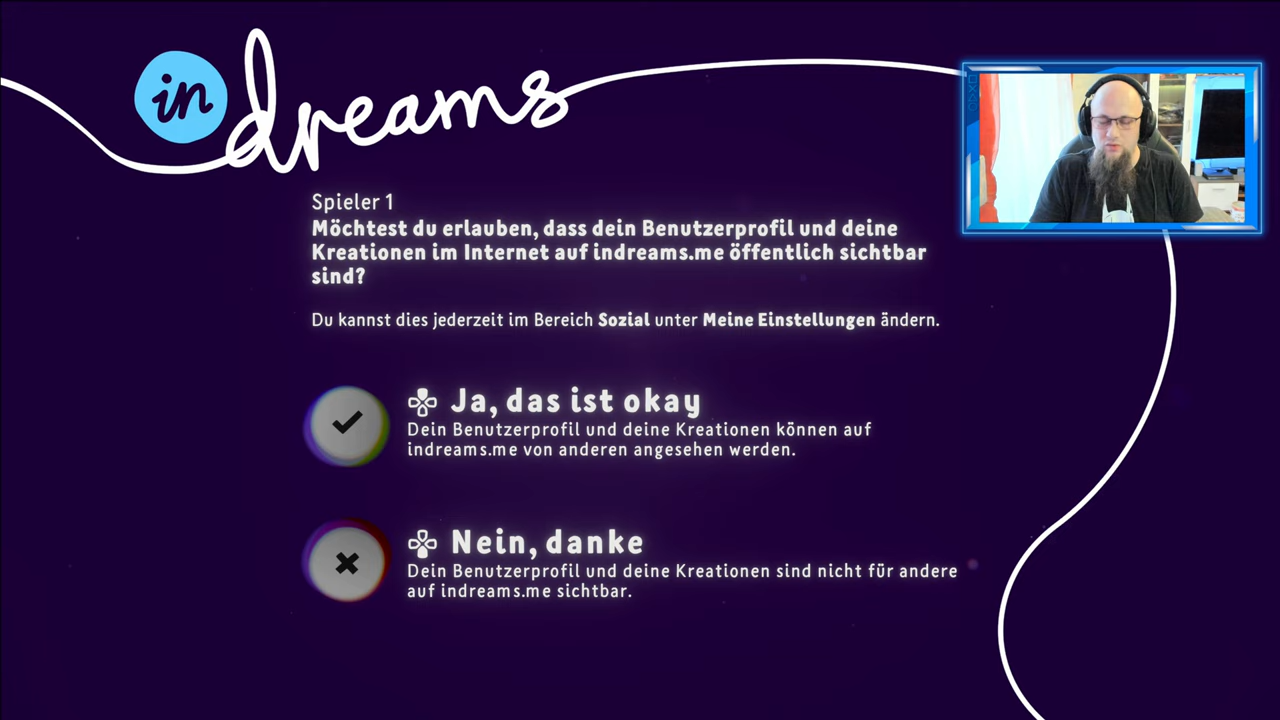 in dreams
Spieler 1
Möchtest du erlauben, dass dein Benutzerprofil und deine
Kreationen im Internet auf indreams.me öffentlich sichtbar
sind?
Du kannst dies jederzeit im Bereich Sozial unter Meine Einstellungen ändern.
Ja, das ist okay
Dein Benutzerprofil und deine Kreationen können auf
indreams.me von anderen angesehen werden.
Nein, danke
Dein Benutzerprofil und deine Kreationen sind nicht für andere
auf indreams.me sichtbar.